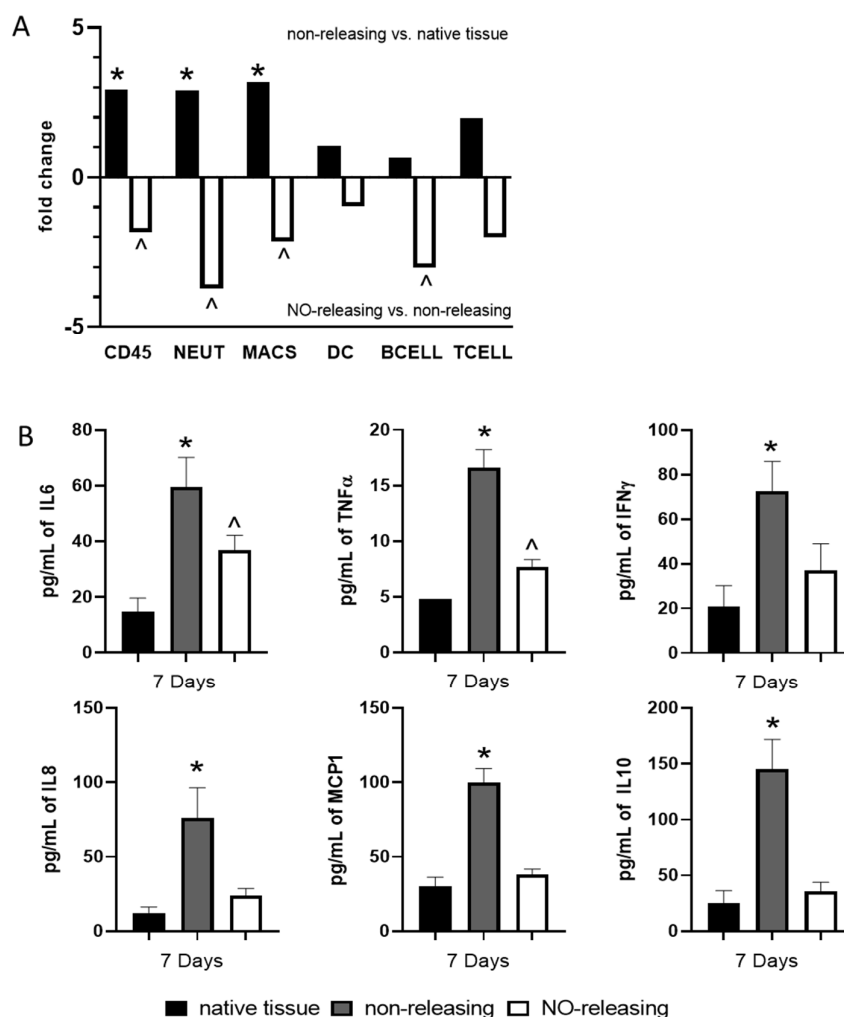 A
non-releasing vs. native tissue
5
* * *
0
fold change
^ ^ ^ ^
NO-releasing vs. non-releasing
-5
CD45 NEUT MACS DC BCELL TCELL
B
80
60
40
20
0
pg/mL of IL6
*
^
7 Days
20
15
10
5
0
pg/mL of TNFα
*
^
7 Days
100
80
60
40
20
0
pg/mL of IFNγ
*
7 Days
150
100
50
0
pg/mL of IL8
*
7 Days
150
100
50
0
pg/mL of MCP1
*
7 Days
200
150
100
50
0
pg/mL of IL10
*
7 Days
native tissue non-releasing NO-releasing